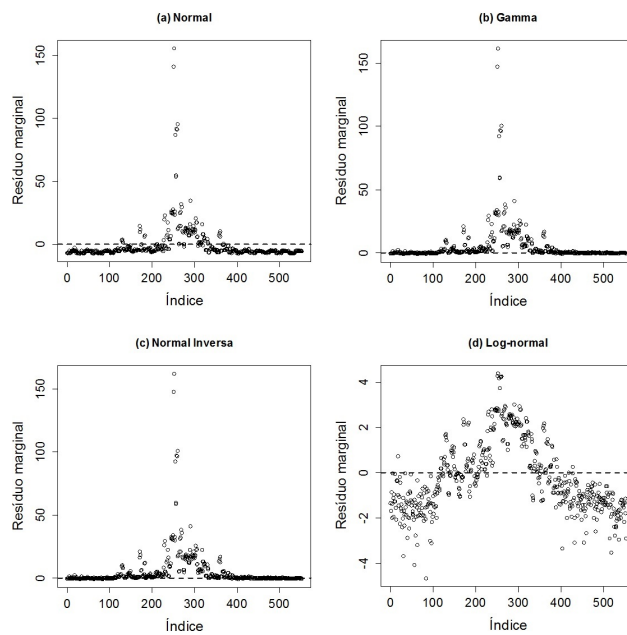 (a) Normal
Resíduo marginal
150
100
50
0
0 100 200 300 400 500
Índice
(b) Gamma
Resíduo marginal
150
100
50
0
0 100 200 300 400 500
Índice
(c) Normal Inversa
Resíduo marginal
150
100
50
0
0 100 200 300 400 500
Índice
(d) Log-normal
Resíduo marginal
4
2
0
-2
-4
0 100 200 300 400 500
Índice